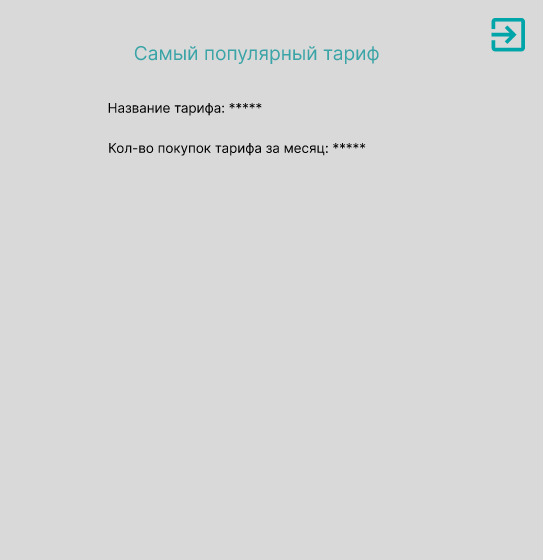 Самый популярный тариф
Название тарифа: *****
Кол-во покупок тарифа за месяц: *****